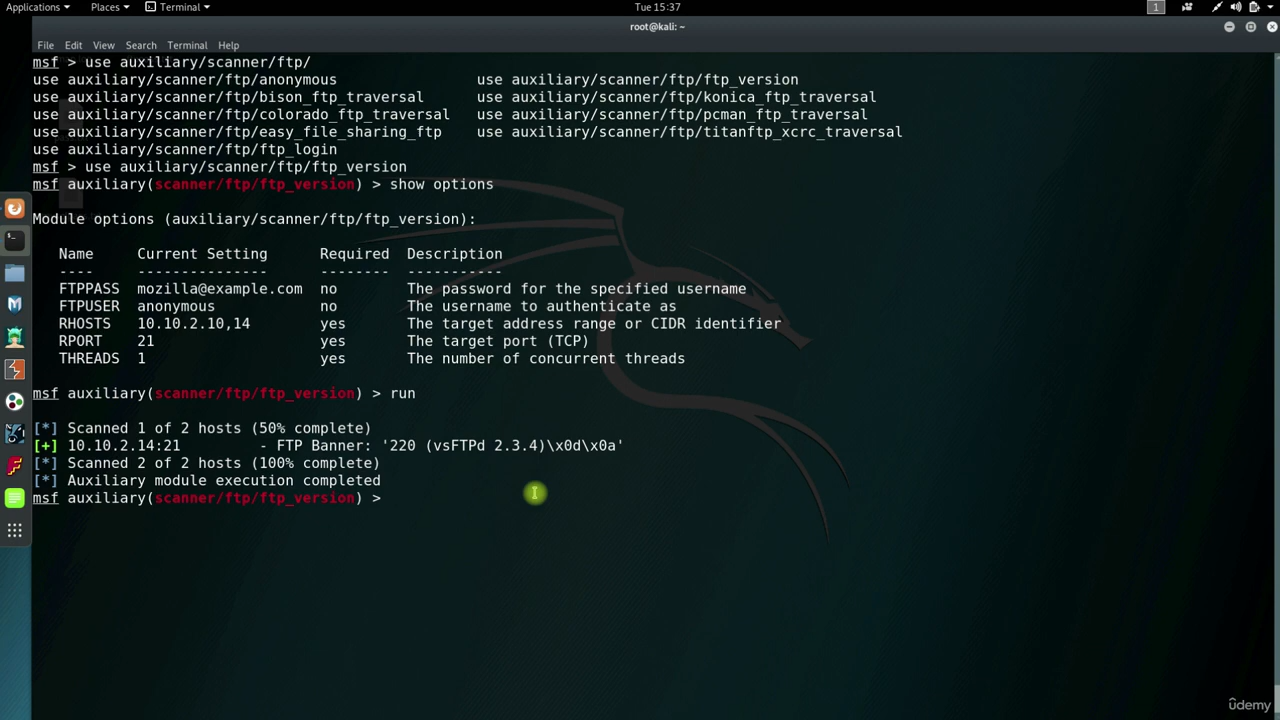 Applications Places Terminal Tue 15:37 1
root@kali: ~
File Edit View Search Terminal Help
msf > use auxiliary/scanner/ftp/
use auxiliary/scanner/ftp/anonymous use auxiliary/scanner/ftp/ftp_version
use auxiliary/scanner/ftp/bison_ftp_traversal use auxiliary/scanner/ftp/konica_ftp_traversal
use auxiliary/scanner/ftp/colorado_ftp_traversal use auxiliary/scanner/ftp/pcman_ftp_traversal
use auxiliary/scanner/ftp/easy_file_sharing_ftp use auxiliary/scanner/ftp/titanftp_xcrc_traversal
use auxiliary/scanner/ftp/ftp_login
msf > use auxiliary/scanner/ftp/ftp_version
msf auxiliary(scanner/ftp/ftp_version) > show options
Module options (auxiliary/scanner/ftp/ftp_version):
Name Current Setting Required Description
---- --------------- -------- -----------
FTPPASS mozilla@example.com no The password for the specified username
FTPUSER anonymous no The username to authenticate as
RHOSTS 10.10.2.10,14 yes The target address range or CIDR identifier
RPORT 21 yes The target port (TCP)
THREADS 1 yes The number of concurrent threads
msf auxiliary(scanner/ftp/ftp_version) > run
[*] Scanned 1 of 2 hosts (50% complete)
[+] 10.10.2.14:21 - FTP Banner: '220 (vsFTPd 2.3.4)\x0d\x0a'
[*] Scanned 2 of 2 hosts (100% complete)
[*] Auxiliary module execution completed
msf auxiliary(scanner/ftp/ftp_version) >
ûdemy